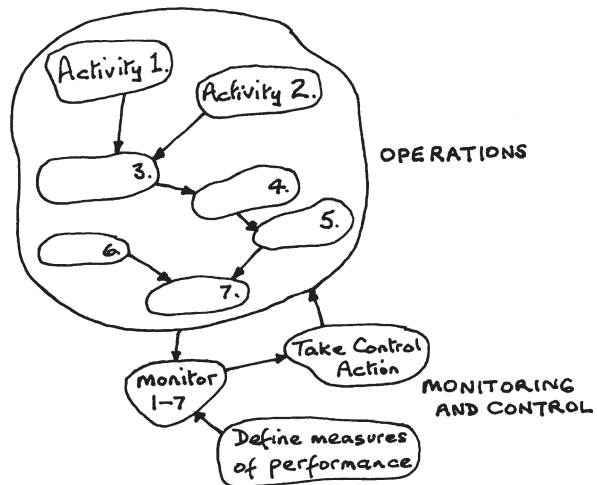 Activity 1.
Activity 2.
OPERATIONS
3.
4.
5.
6.
7.
Take Control
Action
monitor
1-7
MONITORING
AND CONTROL
Define measures
of performance